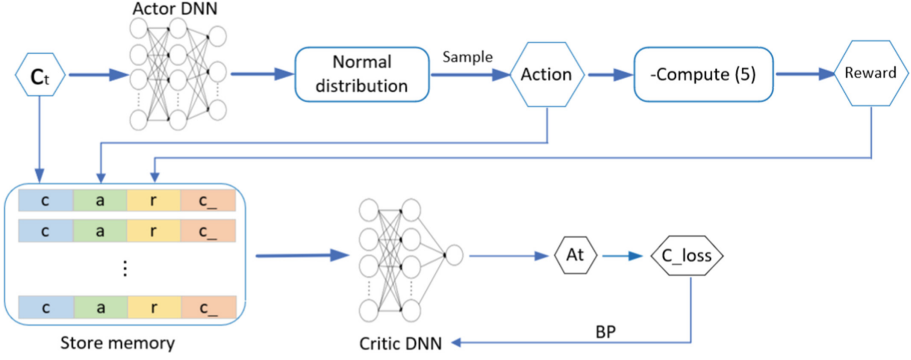 Actor DNN
Ct
Normal
distribution
Sample
Action
-Compute (5)
Reward
c a r c_
c a r c_
⋮
c a r c_
Store memory
At
C_loss
BP
Critic DNN